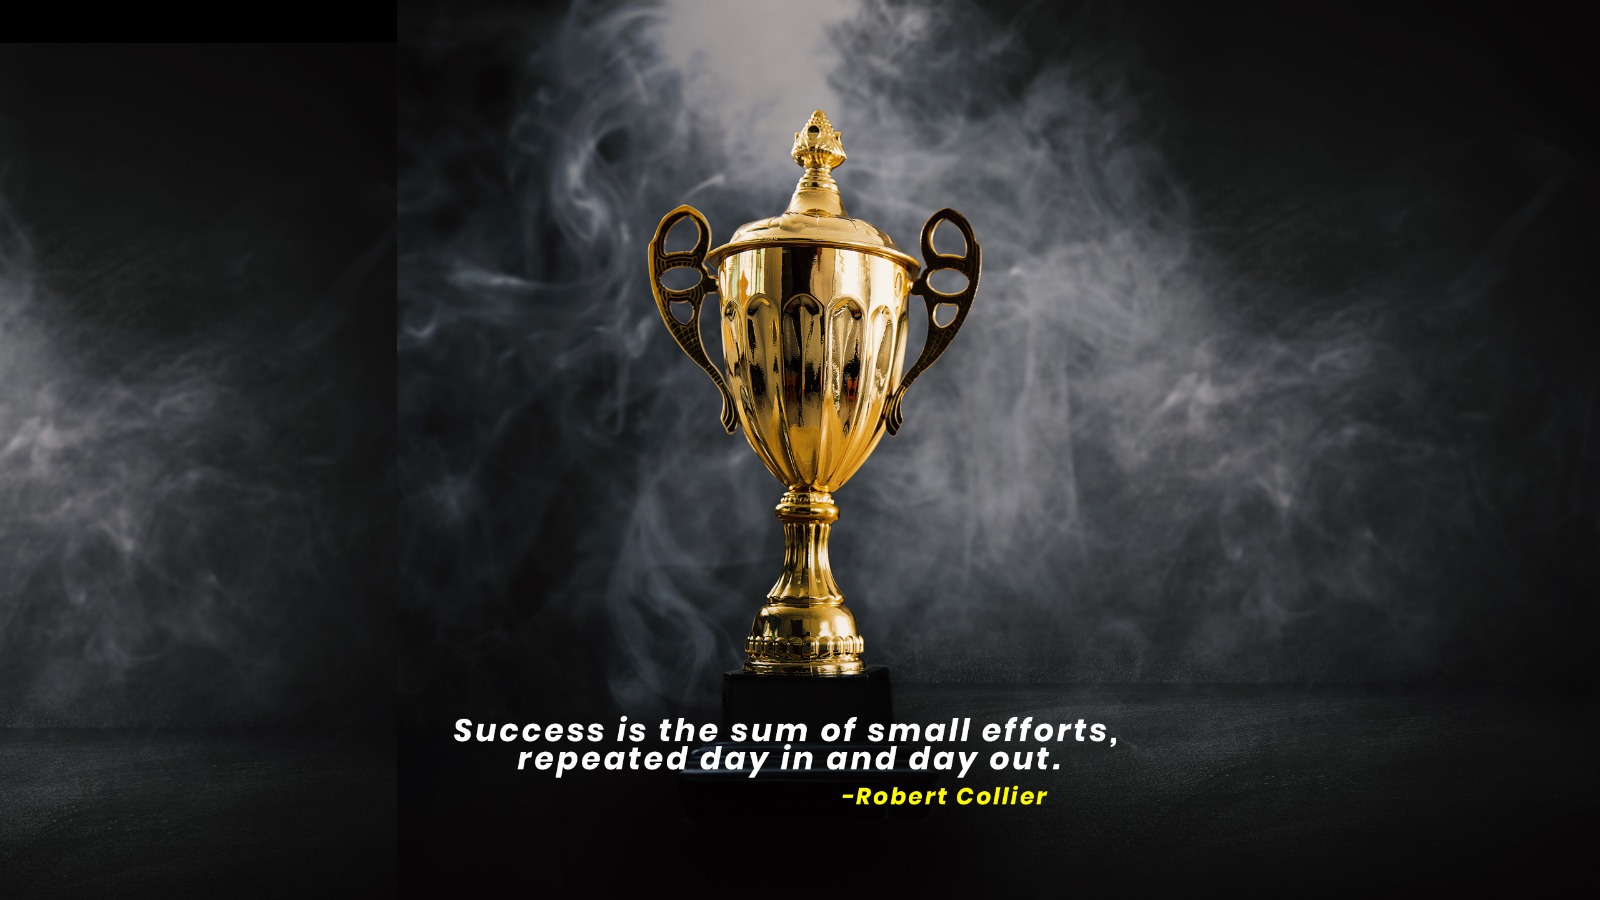 Success is the sum of small efforts,
repeated day in and day out.
-Robert Collier